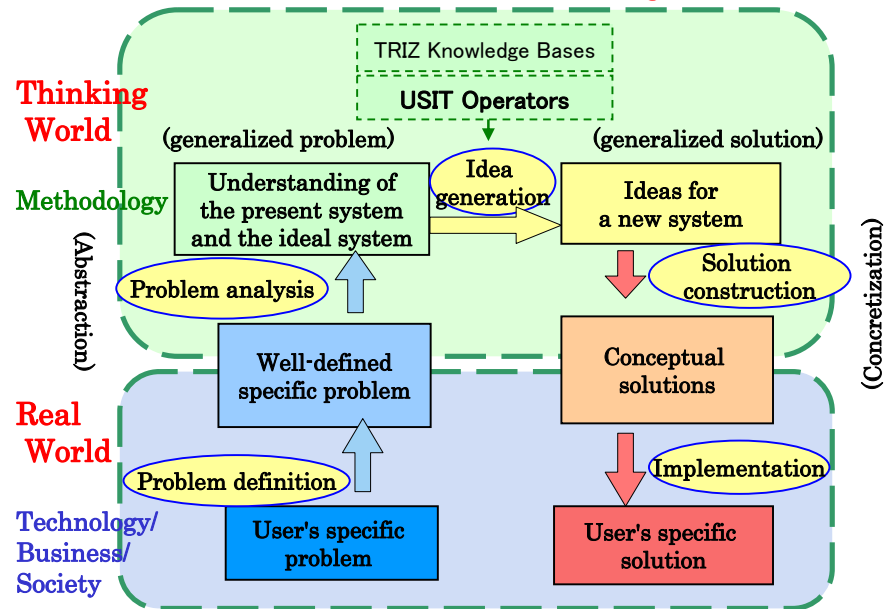 TRIZ Knowledge Bases
USIT Operators
Thinking
World
(generalized problem)
(generalized solution)
Idea
generation
Methodology
Understanding of
the present system
and the ideal system
Ideas for
a new system
(Abstraction)
(Concretization)
Problem analysis
Solution
construction
Well-defined
specific problem
Conceptual
solutions
Real
World
Problem definition
Implementation
Technology/
Business/
Society
User's specific
problem
User's specific
solution